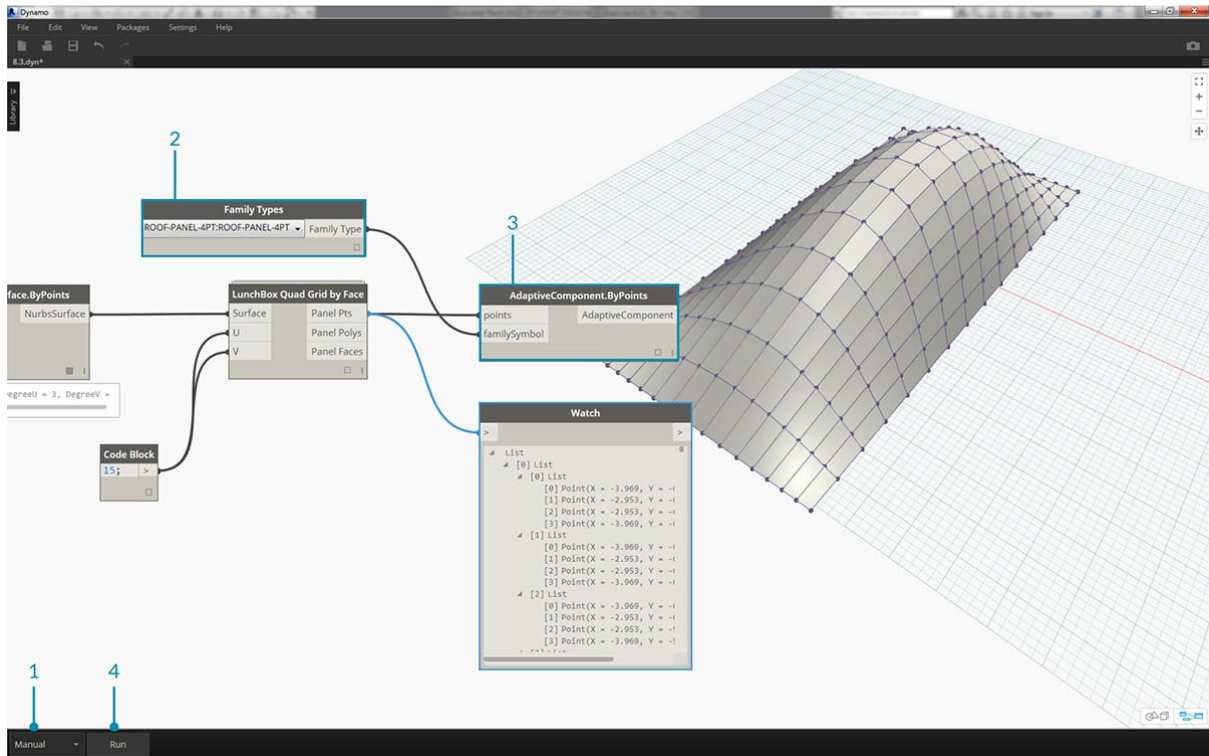 Dynamo
File Edit View Packages Settings Help
8.3.dyn*
Library
2
Family Types
ROOF-PANEL-4PT:ROOF-PANEL-4PT Family Type
3
face.ByPoints
NurbsSurface
LunchBox Quad Grid by Face
Surface Panel Pts
U Panel Polys
V Panel Faces
AdaptiveComponent.ByPoints
points AdaptiveComponent
familySymbol
egreeU = 3, DegreeV =
Code Block
15; >
Watch
> >
List
[0] List
[0] List
[0] Point(X = -3.969, Y = -
[1] Point(X = -2.953, Y = -
[2] Point(X = -2.953, Y = -
[3] Point(X = -3.969, Y = -
[1] List
[0] Point(X = -3.969, Y = -
[1] Point(X = -2.953, Y = -
[2] Point(X = -2.953, Y = -
[3] Point(X = -3.969, Y = -
[2] List
[0] Point(X = -3.969, Y = -
[1] Point(X = -2.953, Y = -
[2] Point(X = -2.953, Y = -
[3] Point(X = -3.969, Y = -
1 4
Manual Run